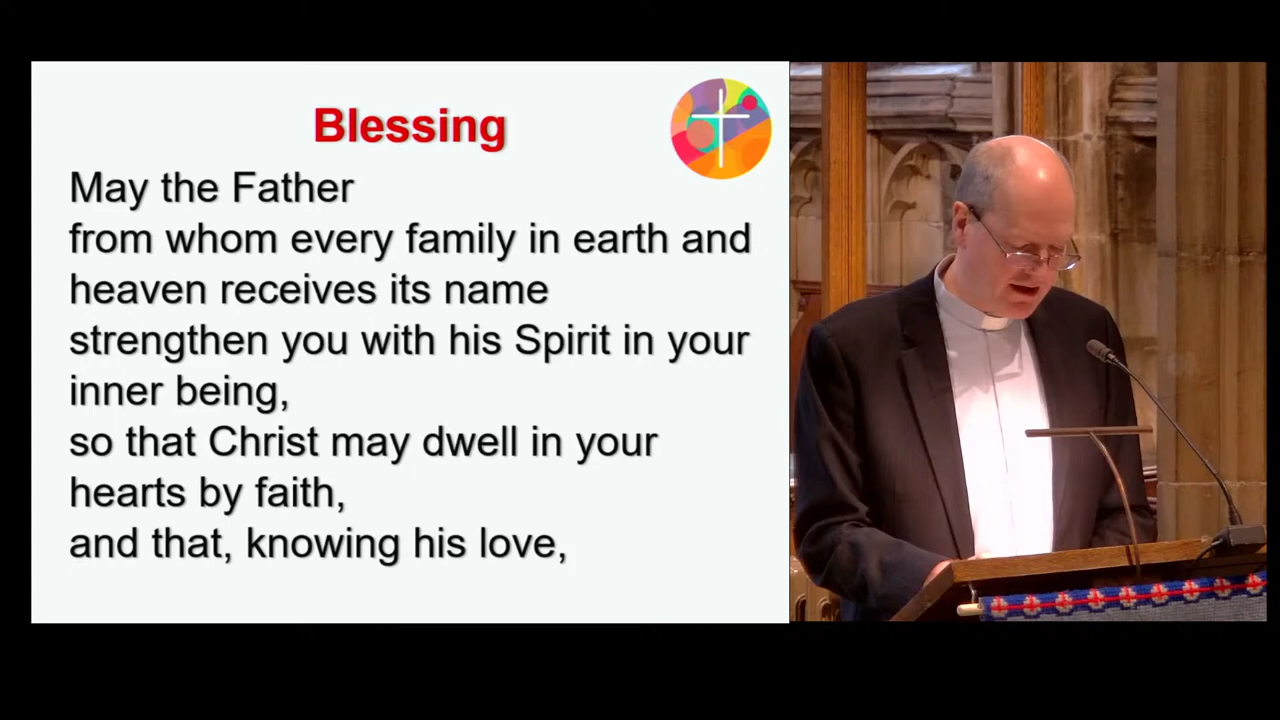 Blessing
May the Father
from whom every family in earth and
heaven receives its name
strengthen you with his Spirit in your
inner being,
so that Christ may dwell in your
hearts by faith,
and that, knowing his love,